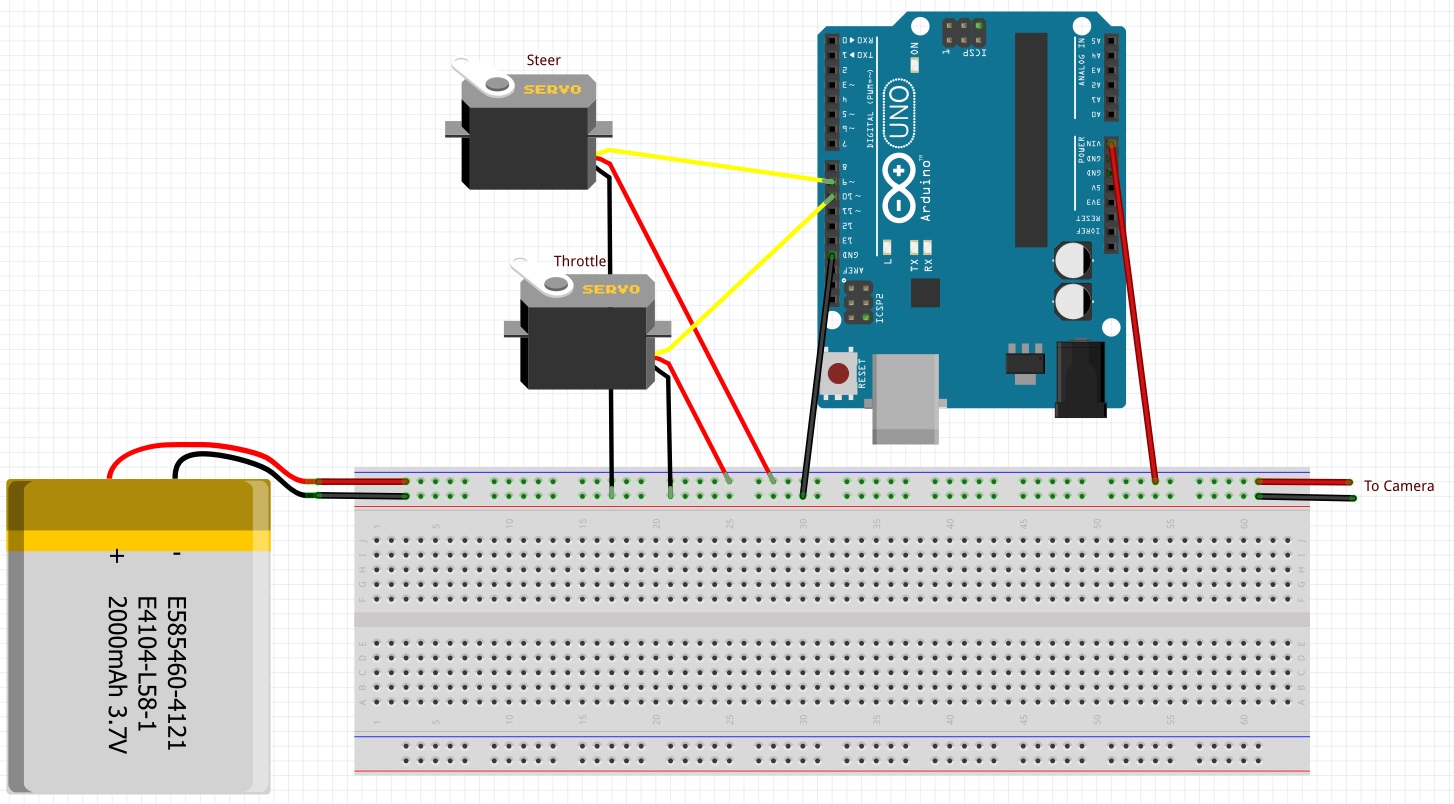 Steer
SERVO
Throttle
SERVO
ON
1
ICSP
RX0 ◄ 0
TX0 ► 1
2
~3
4
~5
~6
7
8
~9
~10
~11
12
13
GND
AREF
DIGITAL (PWM=~)
UNO
Arduino™
L
TX
RX
ICSP2
RESET
ANALOG IN
A5
A4
A3
A2
A1
A0
POWER
VIN
GND
GND
5V
3V3
RESET
IOREF
To Camera
+ -
E585460-4121
E4104-L58-1
2000mAh 3.7V
1 5 10 15 20 25 30 35 40 45 50 55 60
J J
I I
H H
G G
F F
E E
D D
C C
B B
A A
1 5 10 15 20 25 30 35 40 45 50 55 60